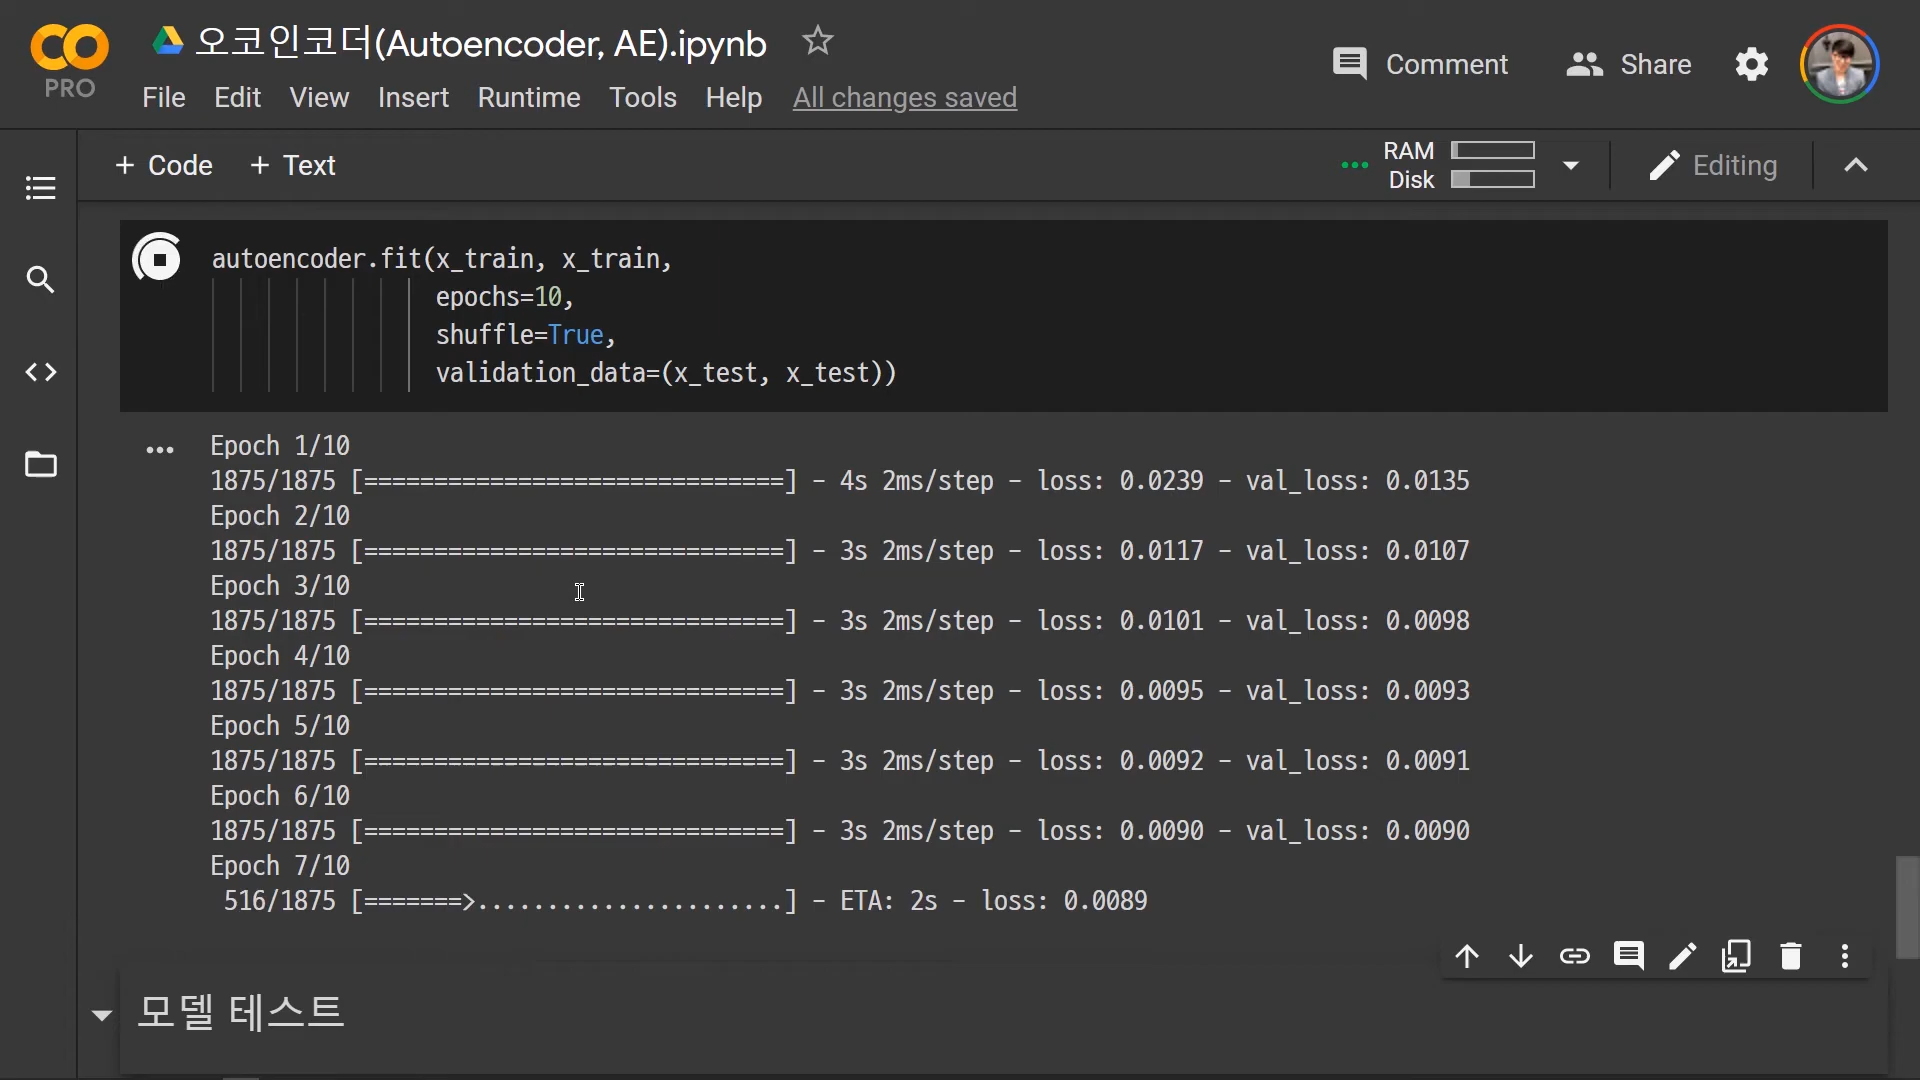 오코인코더(Autoencoder, AE).ipynb
PRO
File Edit View Insert Runtime Tools Help All changes saved
Comment Share
+ Code + Text
RAM
Disk
Editing
autoencoder.fit(x_train, x_train,
epochs=10,
shuffle=True,
validation_data=(x_test, x_test))
Epoch 1/10
1875/1875 [==============================] - 4s 2ms/step - loss: 0.0239 - val_loss: 0.0135
Epoch 2/10
1875/1875 [==============================] - 3s 2ms/step - loss: 0.0117 - val_loss: 0.0107
Epoch 3/10
1875/1875 [==============================] - 3s 2ms/step - loss: 0.0101 - val_loss: 0.0098
Epoch 4/10
1875/1875 [==============================] - 3s 2ms/step - loss: 0.0095 - val_loss: 0.0093
Epoch 5/10
1875/1875 [==============================] - 3s 2ms/step - loss: 0.0092 - val_loss: 0.0091
Epoch 6/10
1875/1875 [==============================] - 3s 2ms/step - loss: 0.0090 - val_loss: 0.0090
Epoch 7/10
516/1875 [=======>......................] - ETA: 2s - loss: 0.0089
모델 테스트